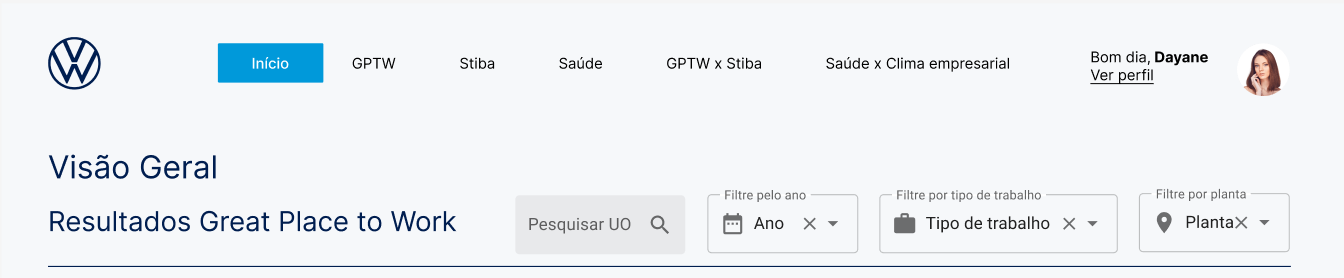 Início GPTW Stiba Saúde GPTW x Stiba Saúde x Clima empresarial
Bom dia, Dayane
Ver perfil
Visão Geral
Resultados Great Place to Work
Pesquisar UO
Filtre pelo ano
Ano
Filtre por tipo de trabalho
Tipo de trabalho
Filtre por planta
Planta